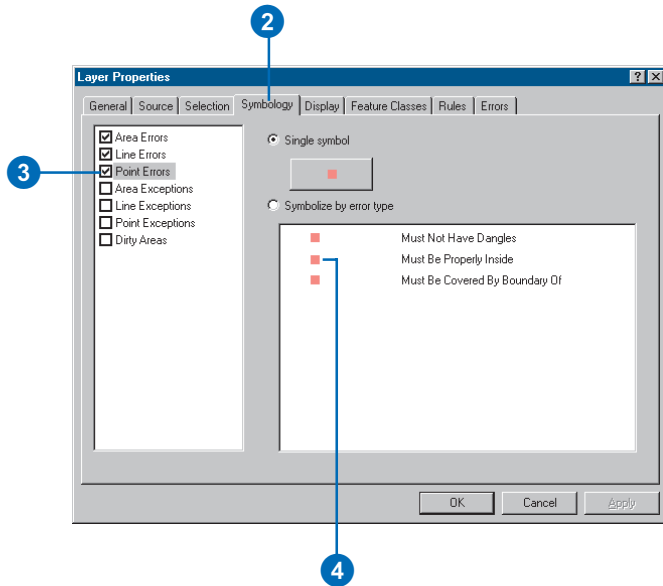 2
Layer Properties
? ×
General Source Selection Symbology Display Feature Classes Rules Errors
Area Errors
Line Errors
3
Point Errors
Area Exceptions
Line Exceptions
Point Exceptions
Dirty Areas
Single symbol
Symbolize by error type
Must Not Have Dangles
Must Be Properly Inside
Must Be Covered By Boundary Of
OK Cancel Apply
4